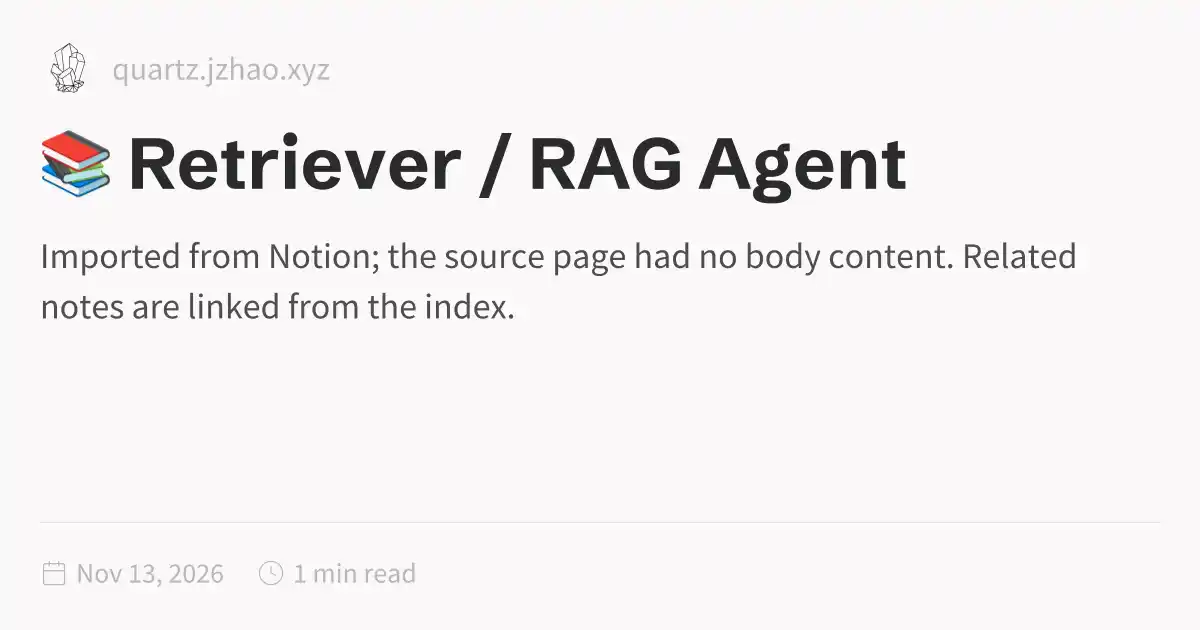 quartz.jzhao.xyz
📚 Retriever / RAG Agent
Imported from Notion; the source page had no body content. Related
notes are linked from the index.
Nov 13, 2026 1 min read